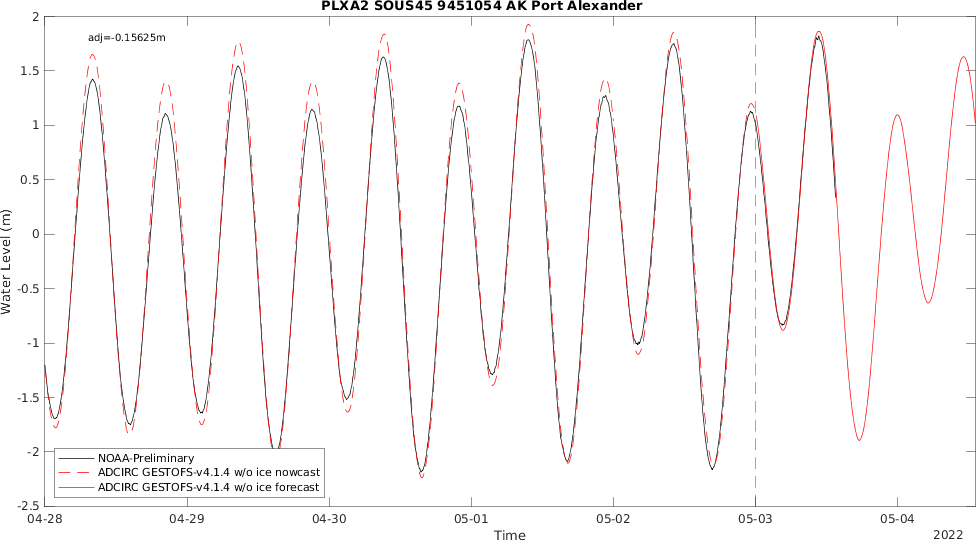 PLXA2 SOUS45 9451054 AK Port Alexander
adj=-0.15625m
2
1.5
1
0.5
0
-0.5
-1
-1.5
-2
-2.5
Water Level (m)
NOAA-Preliminary
ADCIRC GESTOFS-v4.1.4 w/o ice nowcast
ADCIRC GESTOFS-v4.1.4 w/o ice forecast
04-28 04-29 04-30 05-01 05-02 05-03 05-04
Time
2022